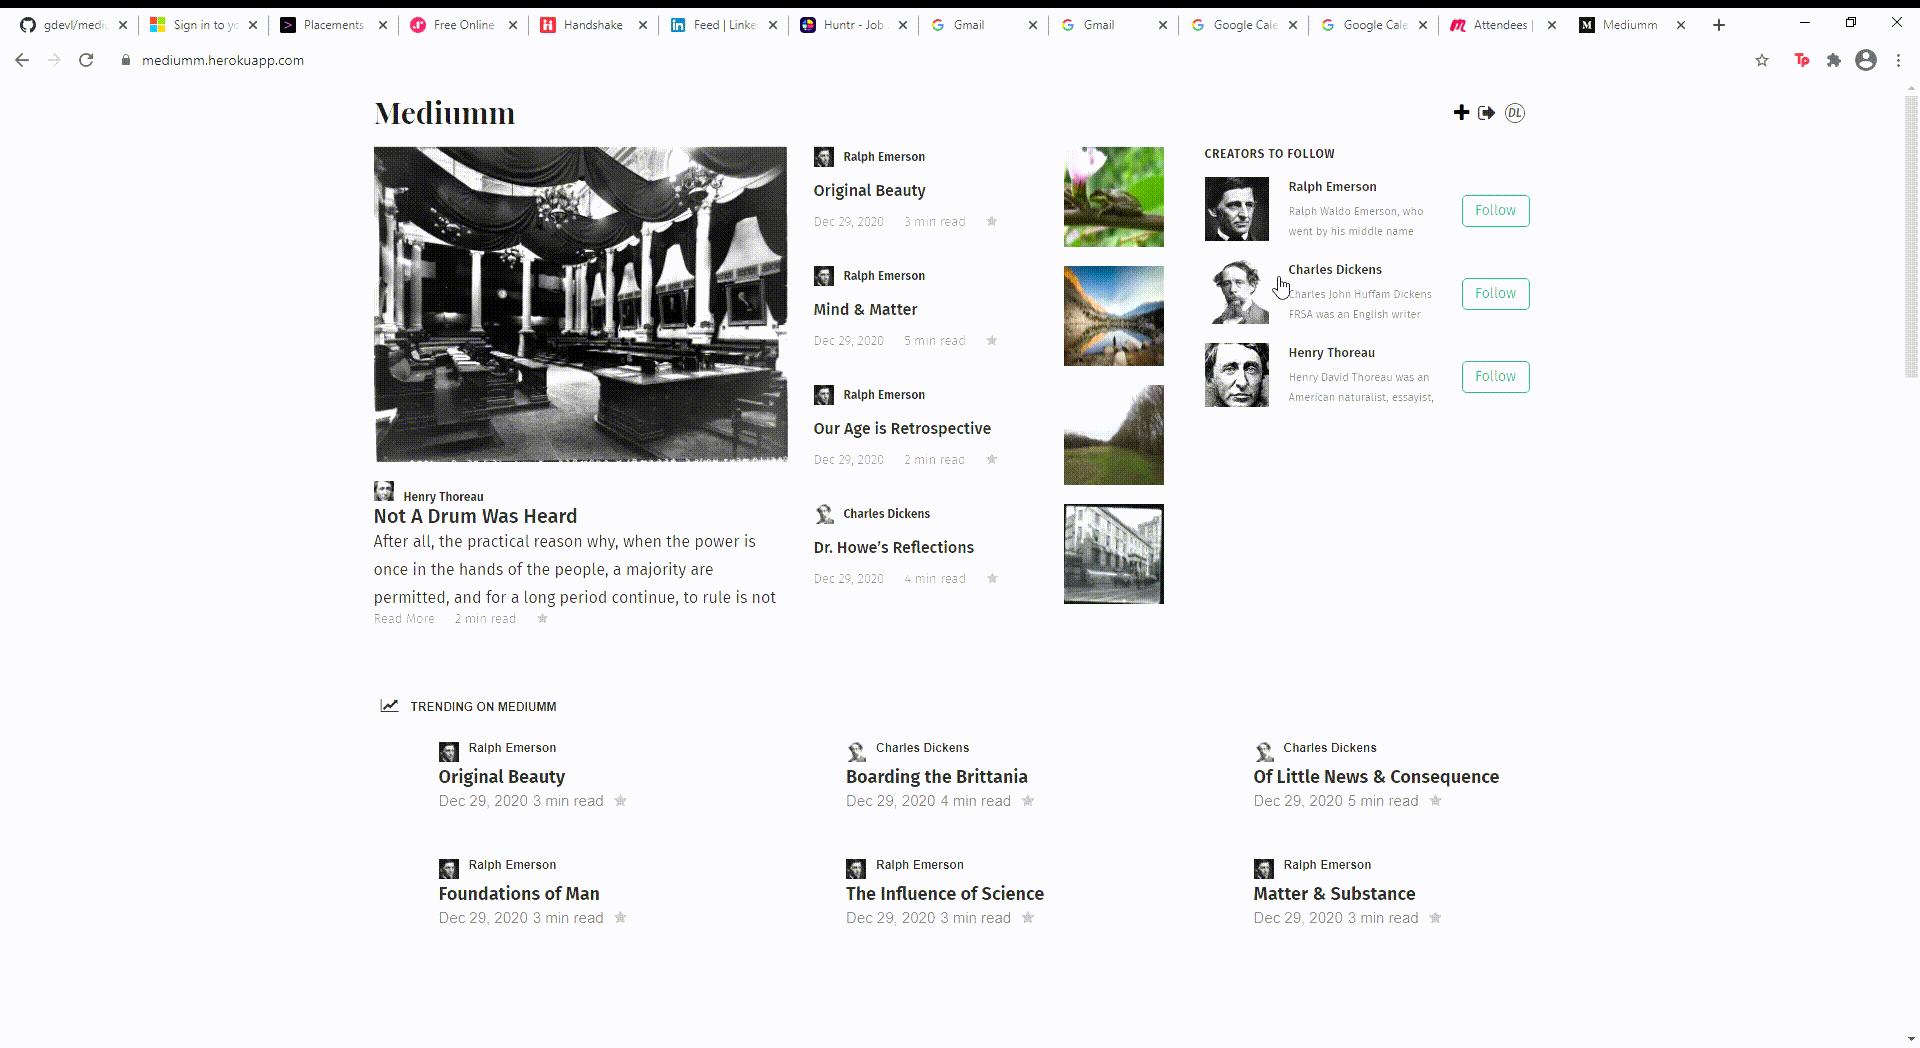 gdevl/medi
Sign in to yo
Placements
Free Online
Handshake
Feed | Linke
Huntr - Job
Gmail
Gmail
Google Cale
Google Cale
Attendees |
Mediumm
mediumm.herokuapp.com
Tp
Mediumm
DL
Henry Thoreau
Not A Drum Was Heard
After all, the practical reason why, when the power is
once in the hands of the people, a majority are
permitted, and for a long period continue, to rule is not
Read More 2 min read
Ralph Emerson
Original Beauty
Dec 29, 2020 3 min read
Ralph Emerson
Mind & Matter
Dec 29, 2020 5 min read
Ralph Emerson
Our Age is Retrospective
Dec 29, 2020 2 min read
Charles Dickens
Dr. Howe’s Reflections
Dec 29, 2020 4 min read
CREATORS TO FOLLOW
Ralph Emerson
Ralph Waldo Emerson, who
went by his middle name
Follow
Charles Dickens
Charles John Huffam Dickens
FRSA was an English writer
Follow
Henry Thoreau
Henry David Thoreau was an
American naturalist, essayist,
Follow
TRENDING ON MEDIUMM
Ralph Emerson
Original Beauty
Dec 29, 2020 3 min read
Charles Dickens
Boarding the Brittania
Dec 29, 2020 4 min read
Charles Dickens
Of Little News & Consequence
Dec 29, 2020 5 min read
Ralph Emerson
Foundations of Man
Dec 29, 2020 3 min read
Ralph Emerson
The Influence of Science
Dec 29, 2020 3 min read
Ralph Emerson
Matter & Substance
Dec 29, 2020 3 min read